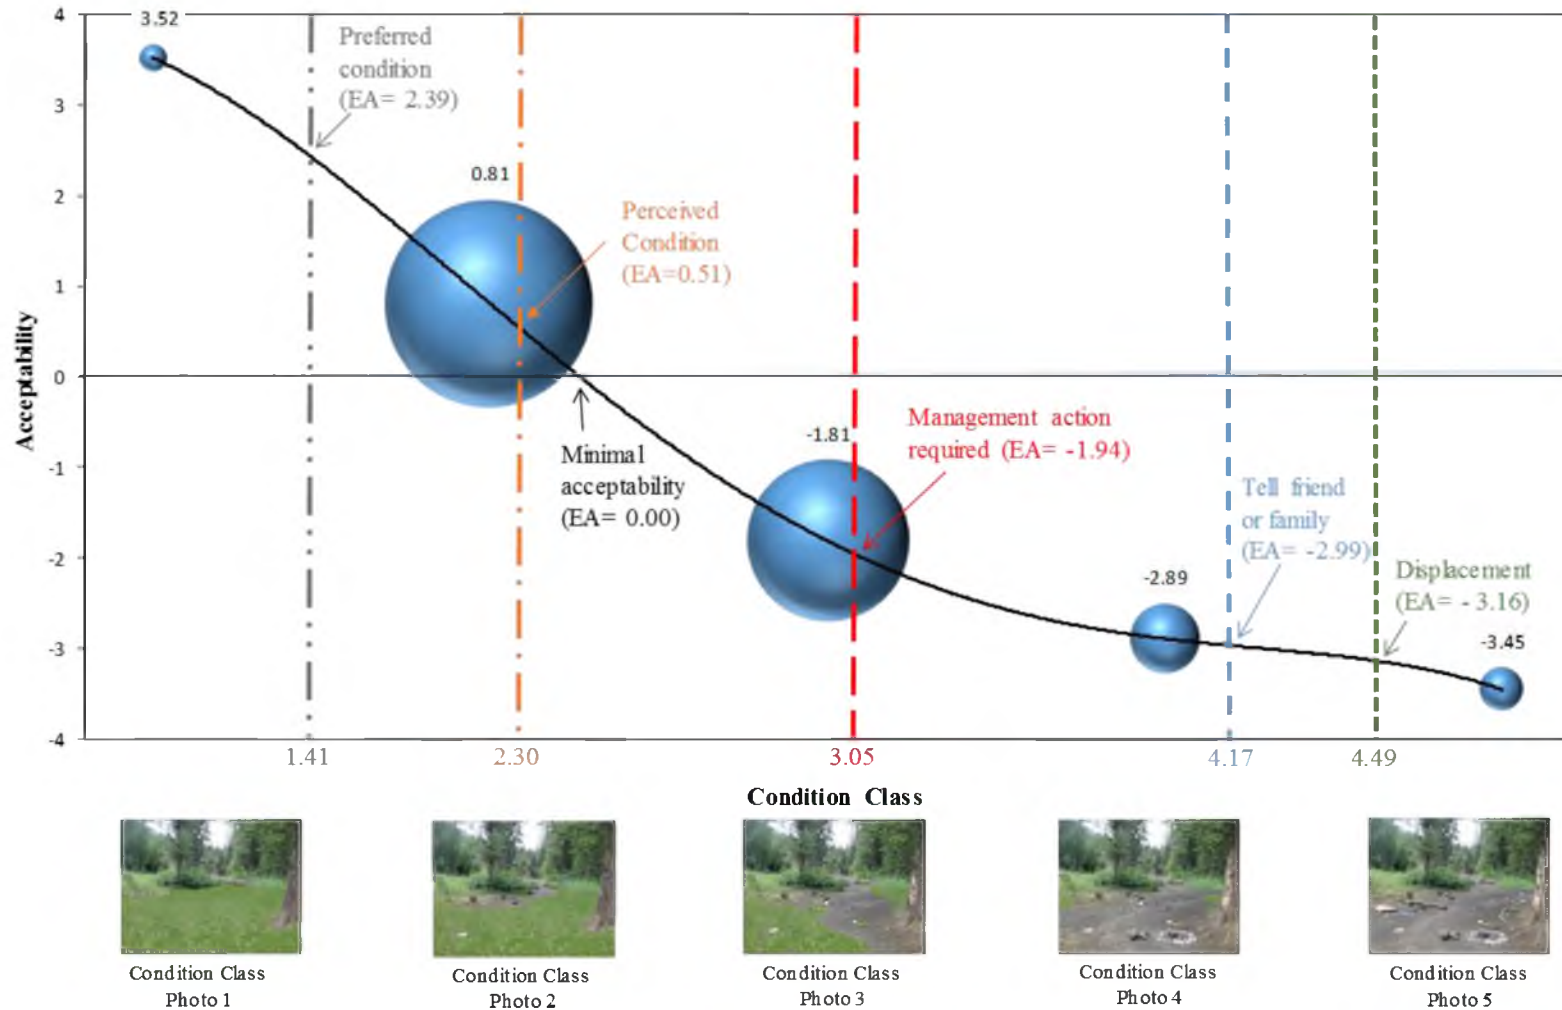 4
3.52
Preferred
condition
(EA= 2.39)
3
2
0.81
Perceived
Condition
(EA=0.51)
1
Acceptability
0
Minimal
acceptability
(EA= 0.00)
-1.81
Management action
required (EA= -1.94)
-1
Tell friend
or family
(EA= -2.99)
-2
-2.89
Displacement
(EA= - 3.16)
-3
-3.45
-4
1.41
2.30
3.05
4.17
4.49
Condition Class
Condition Class
Photo 1
Condition Class
Photo 2
Condition Class
Photo 3
Condition Class
Photo 4
Condition Class
Photo 5